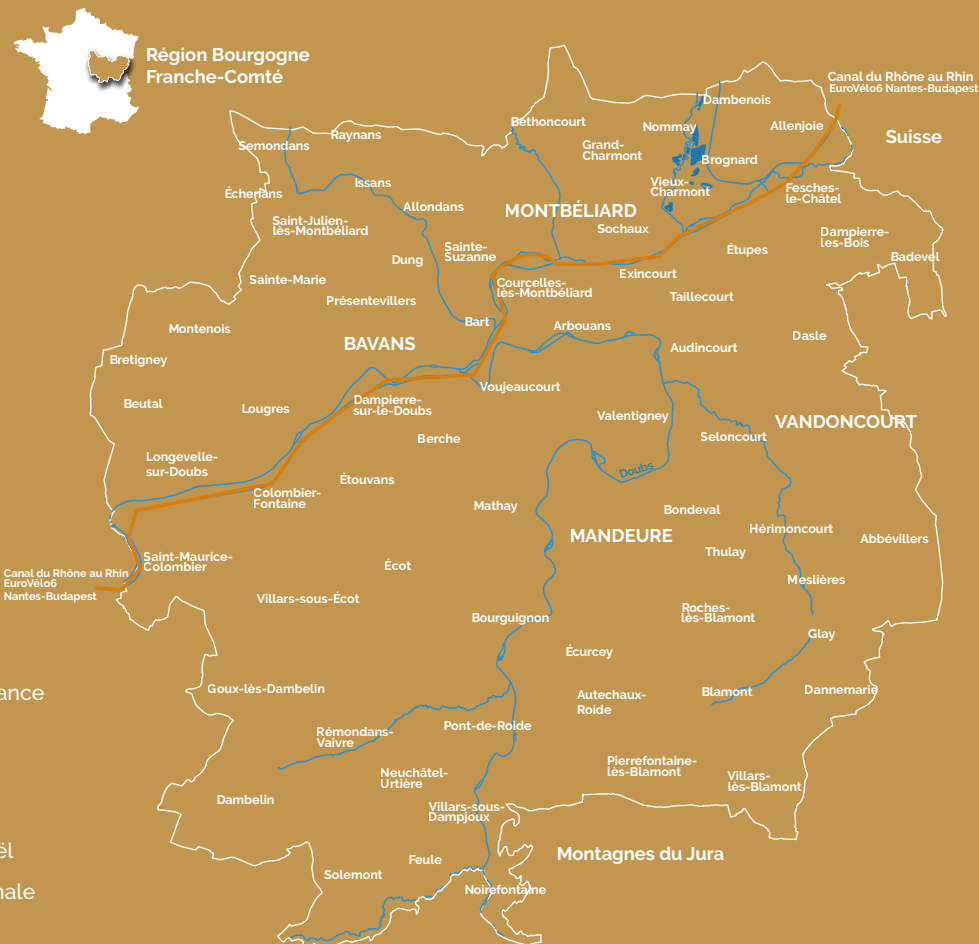 Région Bourgogne
Franche-Comté
Canal du Rhône au Rhin
EuroVélo6 Nantes-Budapest
Dambenois
Béthoncourt
Nommay
Allenjoie
Suisse
Raynans
Semondans
Grand-
Charmont
Brognard
Issans
Vieux-
Charmont
Fesches-
le-Châtel
Écherians
Allondans
MONTBÉLIARD
Saint-Julien-
lès-Montbéliard
Sochaux
Dampierre-
les-Bois
Sainte-
Suzanne
Étupes
Badevel
Dung
Exincourt
Sainte-Marie
Courcelles-
lès-Montbéliard
Présentevillers
Taillecourt
Montenois
Bart
Arbouans
Dasle
BAVANS
Audincourt
Bretigney
Voujeaucourt
Beutal
Lougres
Dampierre-
sur-le-Doubs
Valentigney
VANDONCOURT
Berche
Seloncourt
Longevelle-
sur-Doubs
Doubs
Étouvans
Colombier-
Fontaine
Mathay
Bondeval
MANDEURE
Hérimoncourt
Abbévillers
Thulay
Saint-Maurice-
Colombier
Écot
Canal du Rhône au Rhin
EuroVélo6
Nantes-Budapest
Meslières
Villars-sous-Écot
Roches-
lès-Blamont
Bourguignon
Glay
Écurcey
ance
Goux-lès-Dambelin
Autechaux-
Roide
Blamont
Dannemarie
Rémondans-
Vaivre
Pont-de-Roide
Neuchâtel-
Urtière
Pierrefontaine-
lès-Blamont
Villars-
lès-Blamont
Dambelin
Villars-sous-
Dampjoux
ël
Feule
Montagnes du Jura
Solemont
nale
Noirefontaine